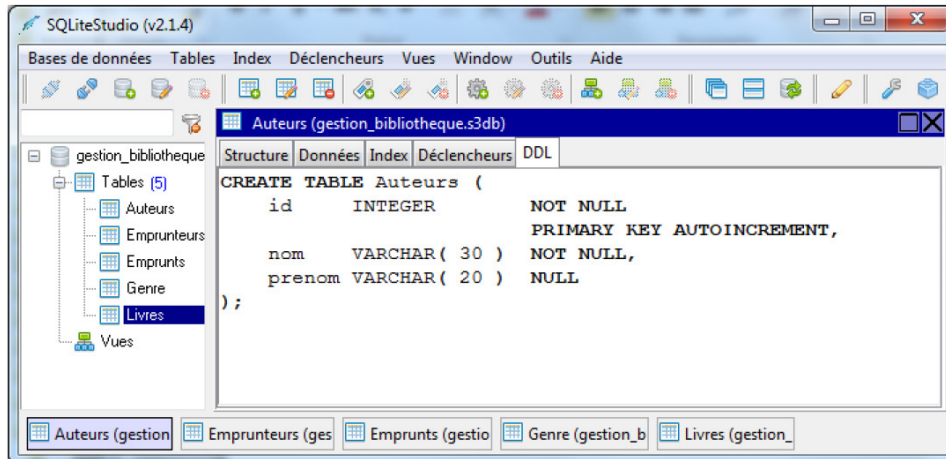 SQLiteStudio (v2.1.4)
Bases de données Tables Index Déclencheurs Vues Window Outils Aide
Auteurs (gestion_bibliotheque.s3db)
gestion_bibliotheque
Structure Données Index Déclencheurs DDL
Tables (5)
Auteurs
Emprunteurs
Emprunts
Genre
Livres
Vues
CREATE TABLE Auteurs (
id INTEGER NOT NULL
PRIMARY KEY AUTOINCREMENT,
nom VARCHAR( 30 ) NOT NULL,
prenom VARCHAR( 20 ) NULL
);
Auteurs (gestion Emprunteurs (ges Emprunts (gestio Genre (gestion_b Livres (gestion_